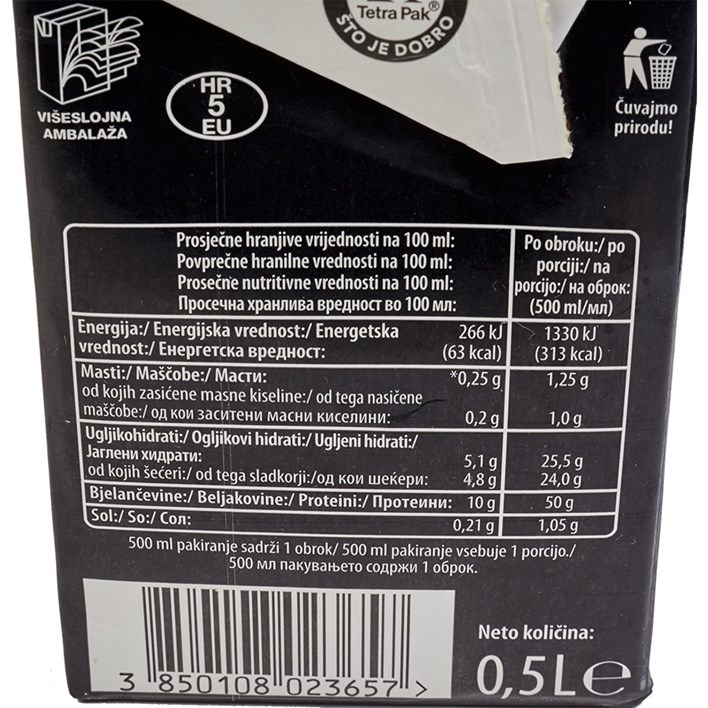 Tetra Pak®
ŠTO JE DOBRO
VIŠESLOJNA
AMBALAŽA
HR
5
EU
Čuvajmo
prirodu!
Prosječne hranjive vrijednosti na 100 ml:
Povprečne hranilne vrednosti na 100 ml:
Prosečne nutritivne vrednosti na 100 ml:
Просечна хранлива вредност во 100 мл:
Po obroku:/ po
porciji:/ na
porcijo:/ на оброк:
(500 ml/мл)
Energija:/ Energijska vrednost:/ Energetska 266 kJ 1330 kJ
vrednost:/ Енергетска вредност: (63 kcal) (313 kcal)
Masti:/ Maščobe:/ Масти: *0,25 g 1,25 g
od kojih zasićene masne kiseline:/ od tega nasičene
maščobe:/ од кои заситени масни киселини: 0,2 g 1,0 g
Ugljikohidrati:/ Ogljikovi hidrati:/ Ugljeni hidrati:/
Јаглени хидрати: 5,1 g 25,5 g
od kojih šećeri:/ od tega sladkorji:/од кои шеќери: 4,8 g 24,0 g
Bjelančevine:/ Beljakovine:/ Proteini:/ Протеини: 10 g 50 g
Sol:/ So:/ Сол: 0,21 g 1,05 g
500 ml pakiranje sadrži 1 obrok/ 500 ml pakiranje vsebuje 1 porcijo./
500 мл пакувањето содржи 1 оброк.
3 850108 023657 >
Neto količina:
0,5L e